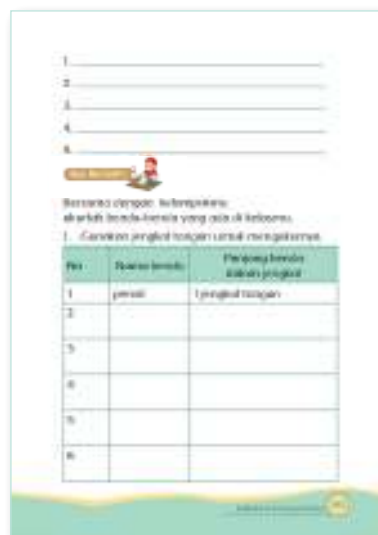 1.
2.
3.
4.
5.
Ayo Berlatih
Bersama dengan kelompokmu
ukurlah benda-benda yang ada di kelasmu.
1. Gunakan jengkal tangan untuk mengukurnya.
No Nama benda Panjang benda dalam jengkal
1 pensil 1 jengkal tangan
2
3
4
5
6